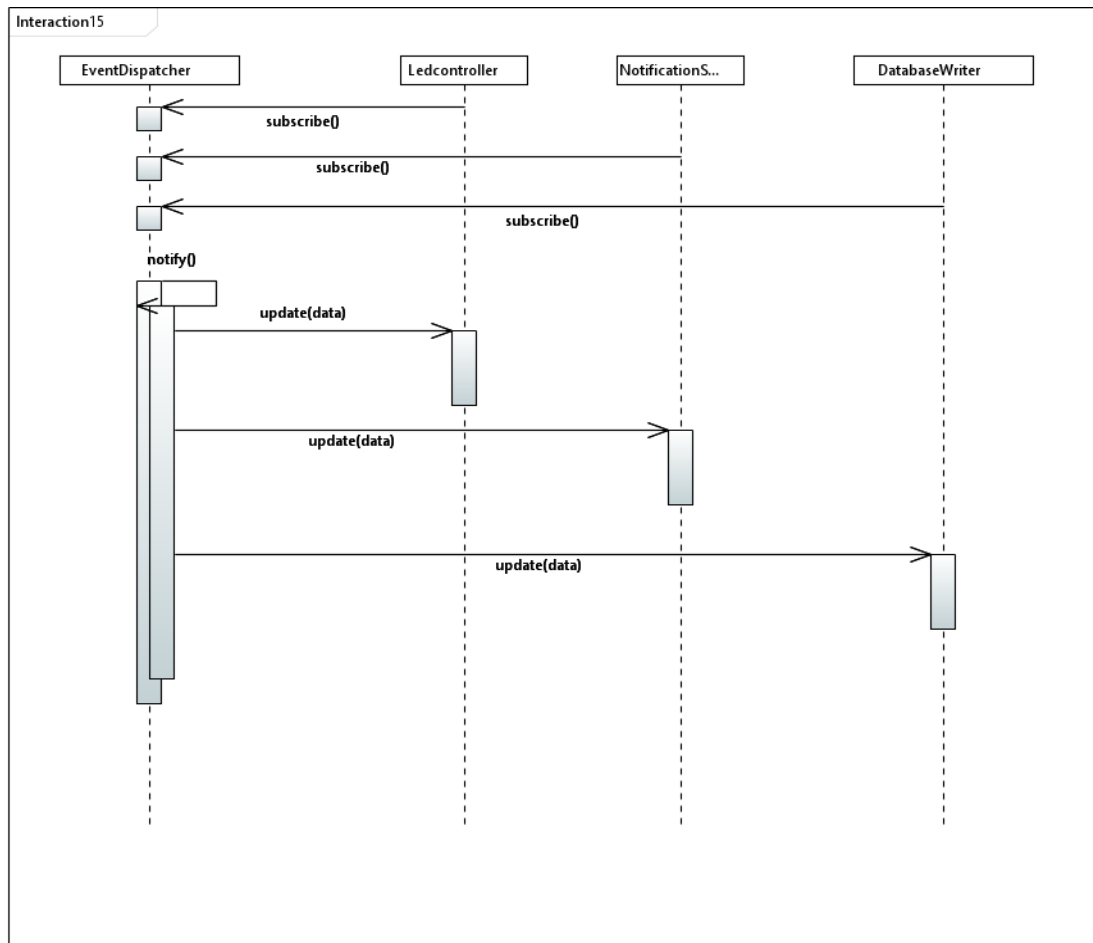 Interaction15
EventDispatcher
Ledcontroller
NotificationS...
DatabaseWriter
subscribe()
subscribe()
subscribe()
notify()
update(data)
update(data)
update(data)